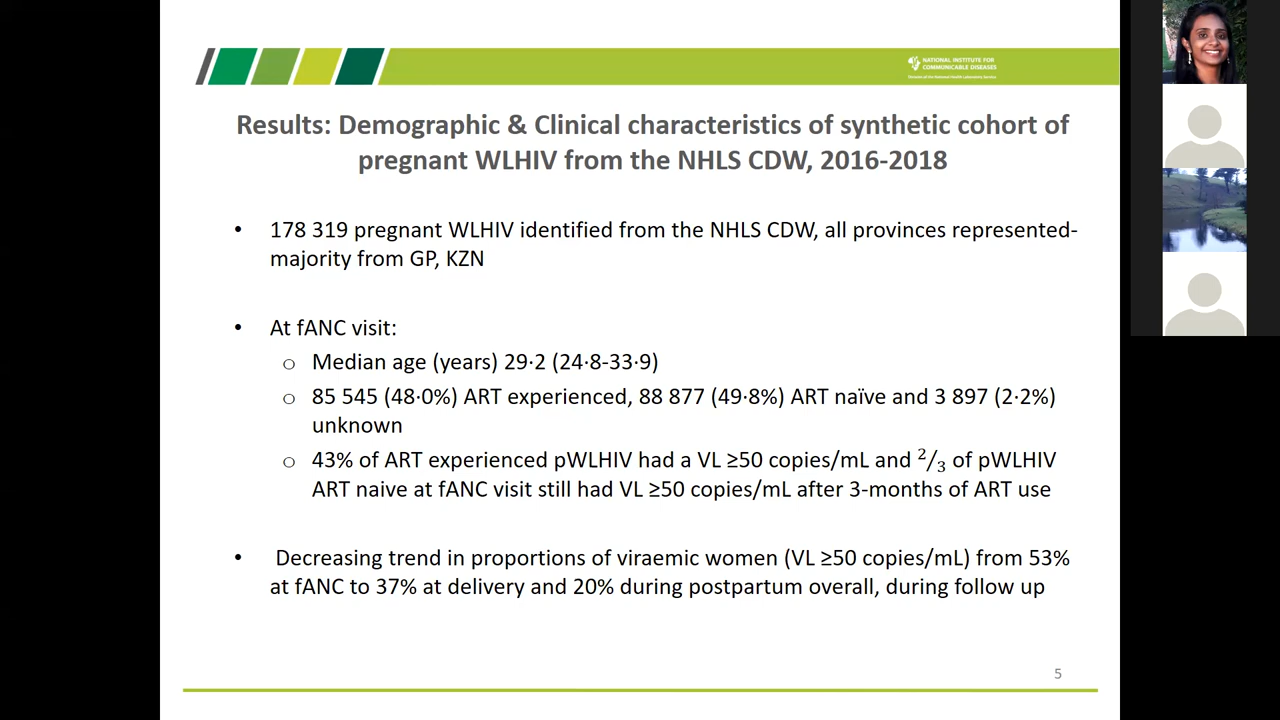 NATIONAL INSTITUTE FOR
COMMUNICABLE DISEASES
Division of the National Health Laboratory Service
Results: Demographic & Clinical characteristics of synthetic cohort of
pregnant WLHIV from the NHLS CDW, 2016-2018
• 178 319 pregnant WLHIV identified from the NHLS CDW, all provinces represented-
majority from GP, KZN
• At fANC visit:
o Median age (years) 29·2 (24·8-33·9)
o 85 545 (48·0%) ART experienced, 88 877 (49·8%) ART naïve and 3 897 (2·2%)
unknown
o 43% of ART experienced pWLHIV had a VL ≥50 copies/mL and 2/3 of pWLHIV
ART naive at fANC visit still had VL ≥50 copies/mL after 3-months of ART use
• Decreasing trend in proportions of viraemic women (VL ≥50 copies/mL) from 53%
at fANC to 37% at delivery and 20% during postpartum overall, during follow up
5